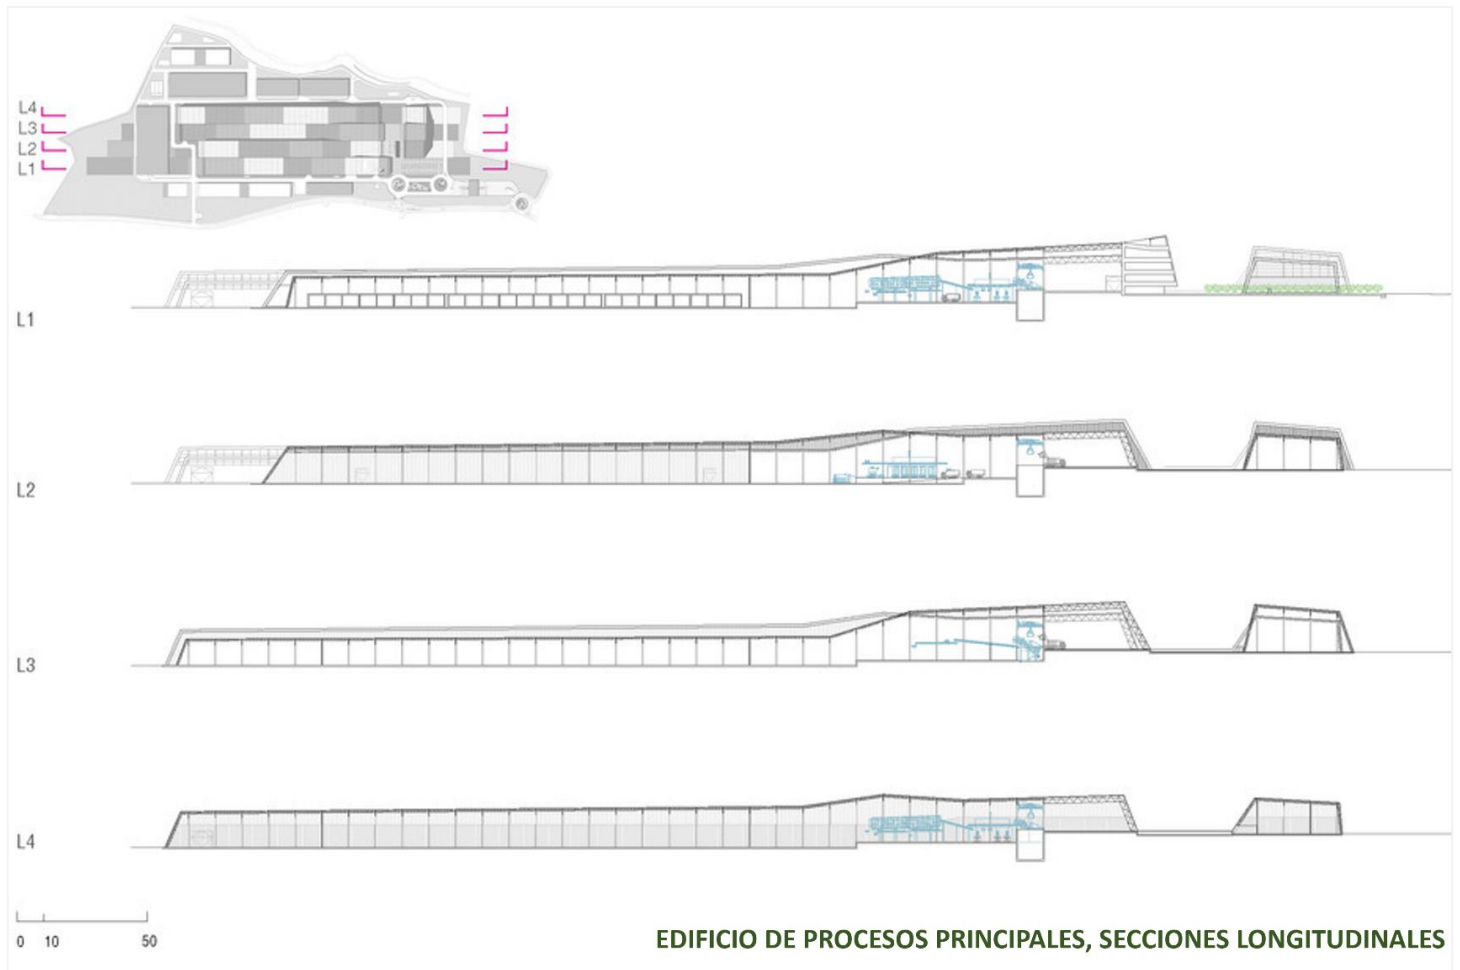 L4
L3
L2
L1
L1
L2
L3
L4
0 10 50
EDIFICIO DE PROCESOS PRINCIPALES, SECCIONES LONGITUDINALES